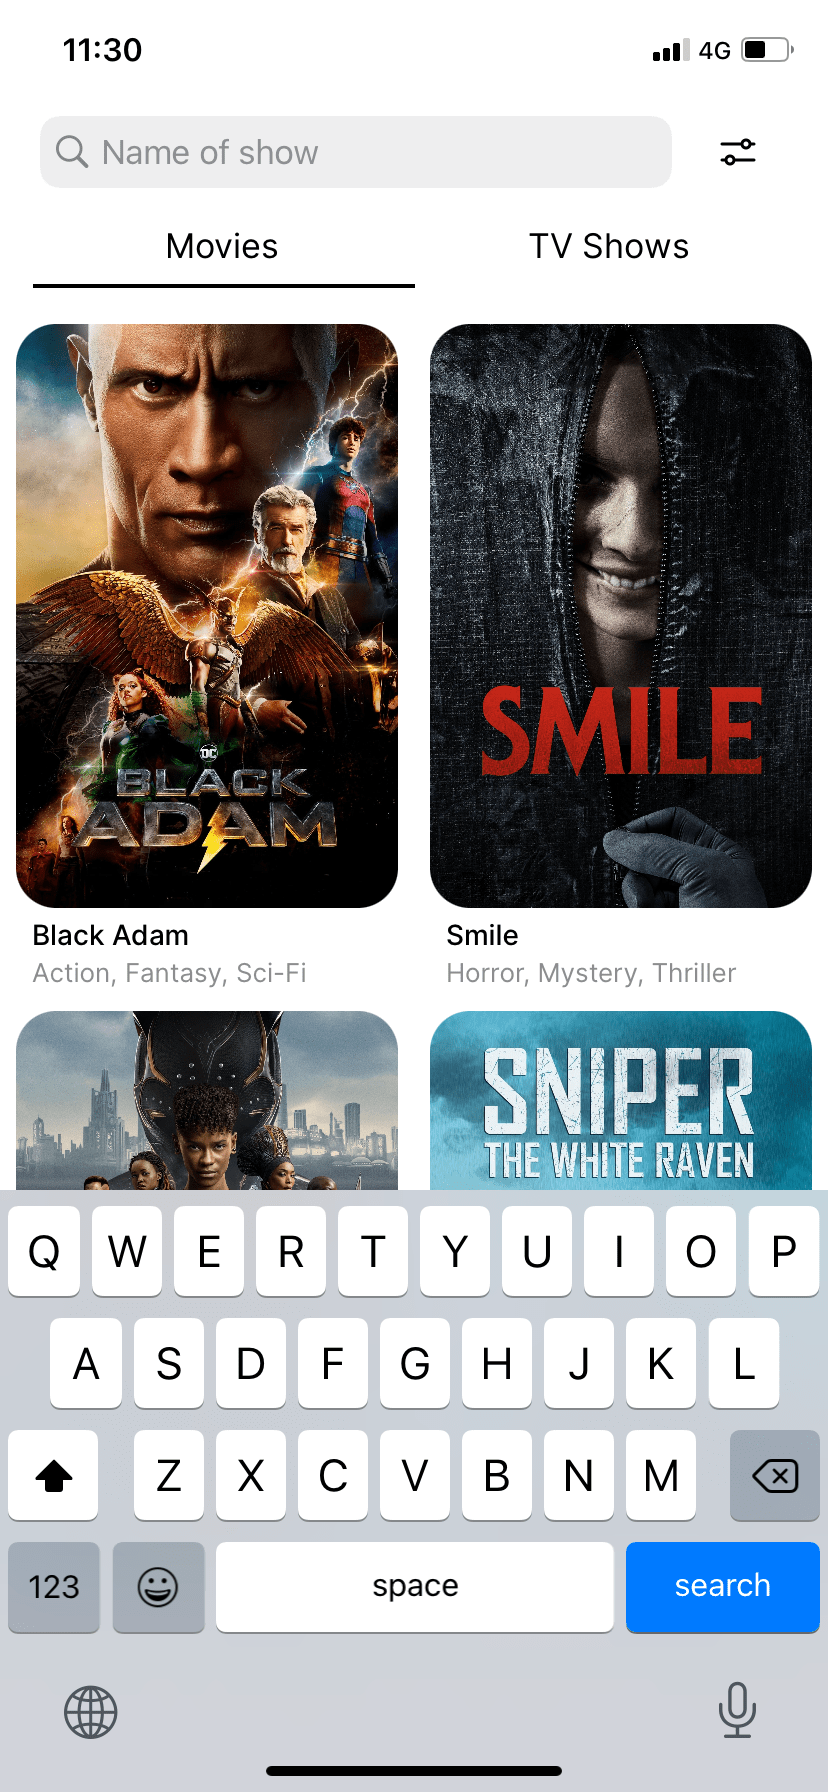 11:30
4G
Name of show
Movies
TV Shows
DC
BLACK
ADAM
SMILE
Black Adam
Action, Fantasy, Sci-Fi
Smile
Horror, Mystery, Thriller
SNIPER
THE WHITE RAVEN
Q W E R T Y U I O P
A S D F G H J K L
Z X C V B N M
123
space
search